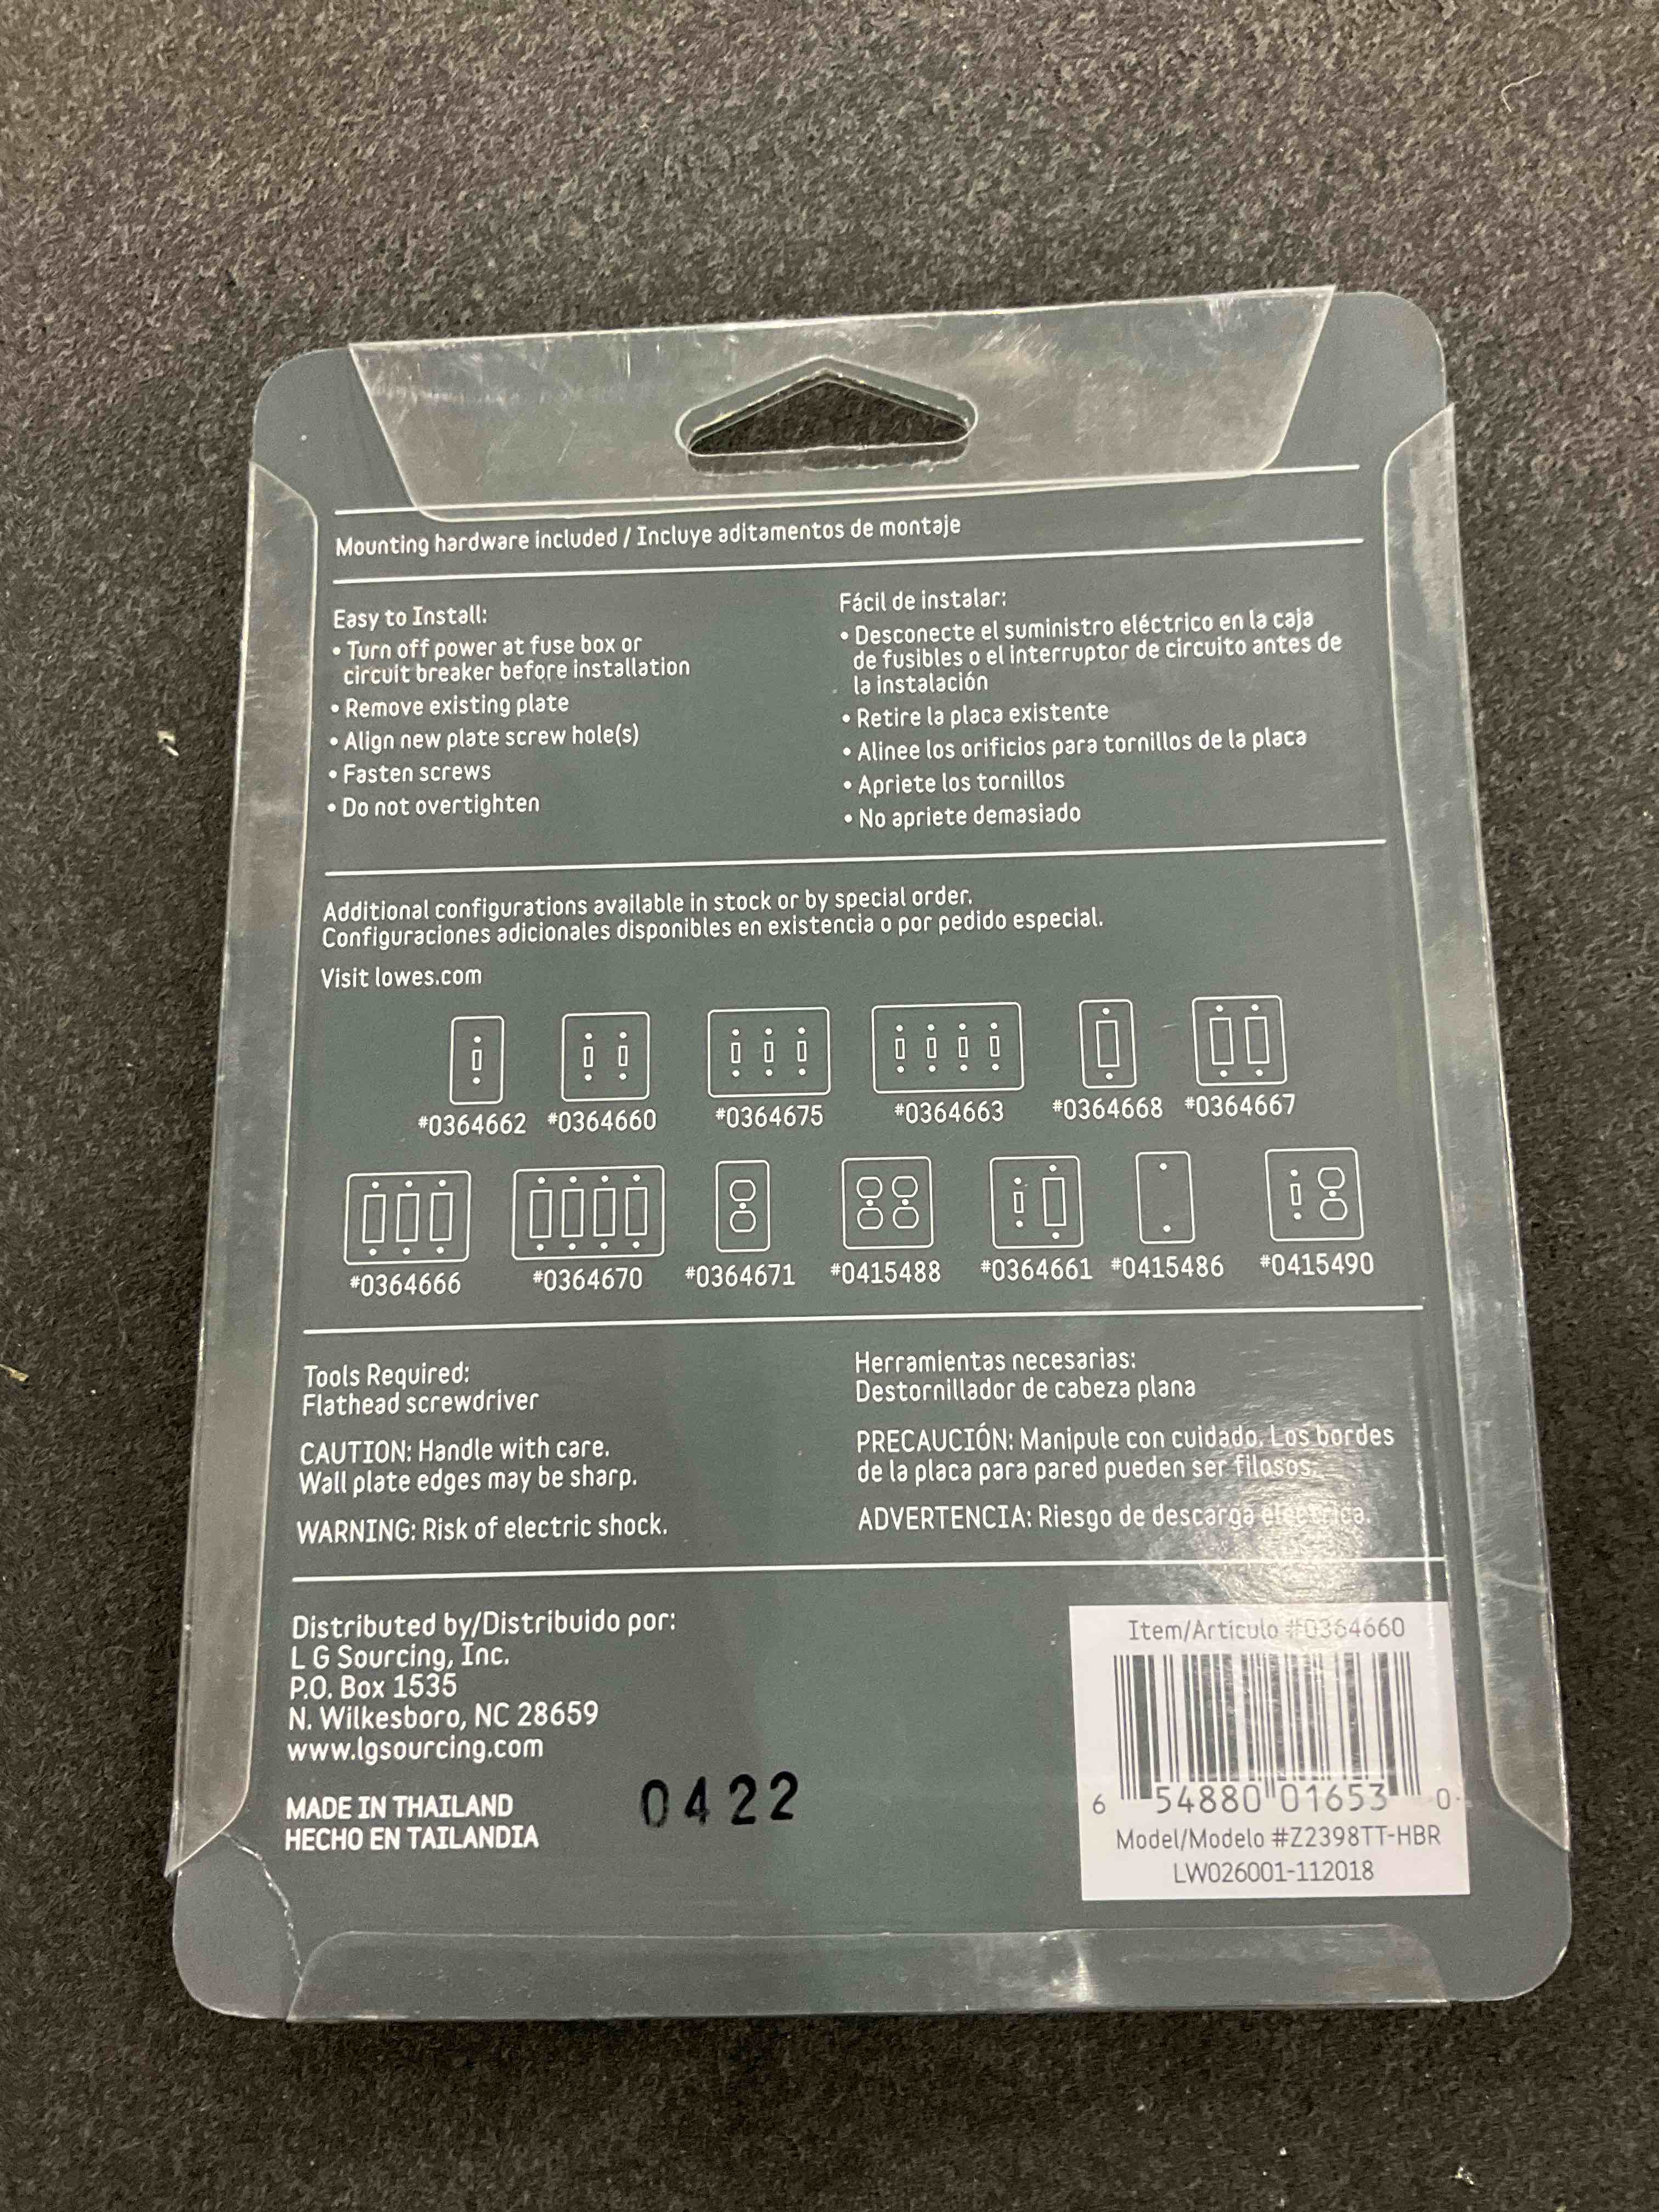 Mounting hardware included / Incluye aditamentos de montaje
Easy to Install:
• Turn off power at fuse box or
circuit breaker before installation
• Remove existing plate
• Align new plate screw hole(s)
• Fasten screws
• Do not overtighten
Fácil de instalar:
• Desconecte el suministro eléctrico en la caja
de fusibles o el interruptor de circuito antes de
la instalación
• Retire la placa existente
• Alinee los orificios para tornillos de la placa
• Apriete los tornillos
• No apriete demasiado
Additional configurations available in stock or by special order.
Configuraciones adicionales disponibles en existencia o por pedido especial.
Visit lowes.com
#0364662 #0364660 #0364675 #0364663 #0364668 #0364667
#0364666 #0364670 #0364671 #0415488 #0364661 #0415486 #0415490
Tools Required:
Flathead screwdriver
CAUTION: Handle with care.
Wall plate edges may be sharp.
WARNING: Risk of electric shock.
Herramientas necesarias:
Destornillador de cabeza plana
PRECAUCIÓN: Manipule con cuidado. Los bordes
de la placa para pared pueden ser filosos.
ADVERTENCIA: Riesgo de descarga eléctrica.
Distributed by/Distribuido por:
L G Sourcing, Inc.
P.O. Box 1535
N. Wilkesboro, NC 28659
www.lgsourcing.com
MADE IN THAILAND
HECHO EN TAILANDIA
0422
Item/Artículo #0364660
6 54880 01653 0
Model/Modelo #Z2398TT-HBR
LW026001-112018